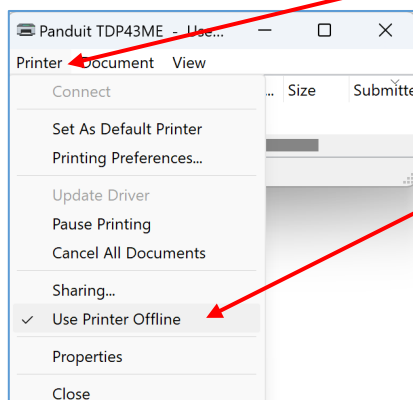 Panduit TDP43ME - Use...
Printer Document View
Connect
... Size Submitte
Set As Default Printer
Printing Preferences...
Update Driver
Pause Printing
Cancel All Documents
Sharing...
✓ Use Printer Offline
Properties
Close